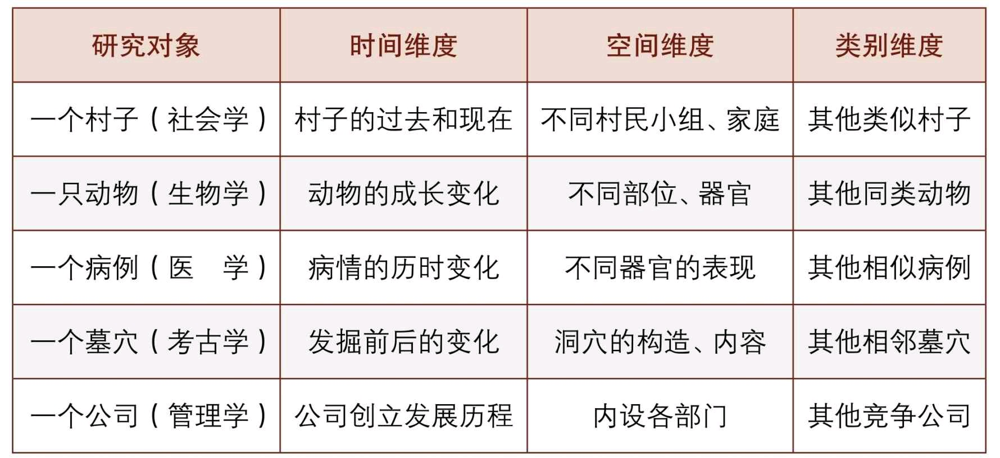 研究对象 时间维度 空间维度 类别维度
一个村子（社会学） 村子的过去和现在 不同村民小组、家庭 其他类似村子
一只动物（生物学） 动物的成长变化 不同部位、器官 其他同类动物
一个病例（医　学） 病情的历时变化 不同器官的表现 其他相似病例
一个墓穴（考古学） 发掘前后的变化 洞穴的构造、内容 其他相邻墓穴
一个公司（管理学） 公司创立发展历程 内设各部门 其他竞争公司